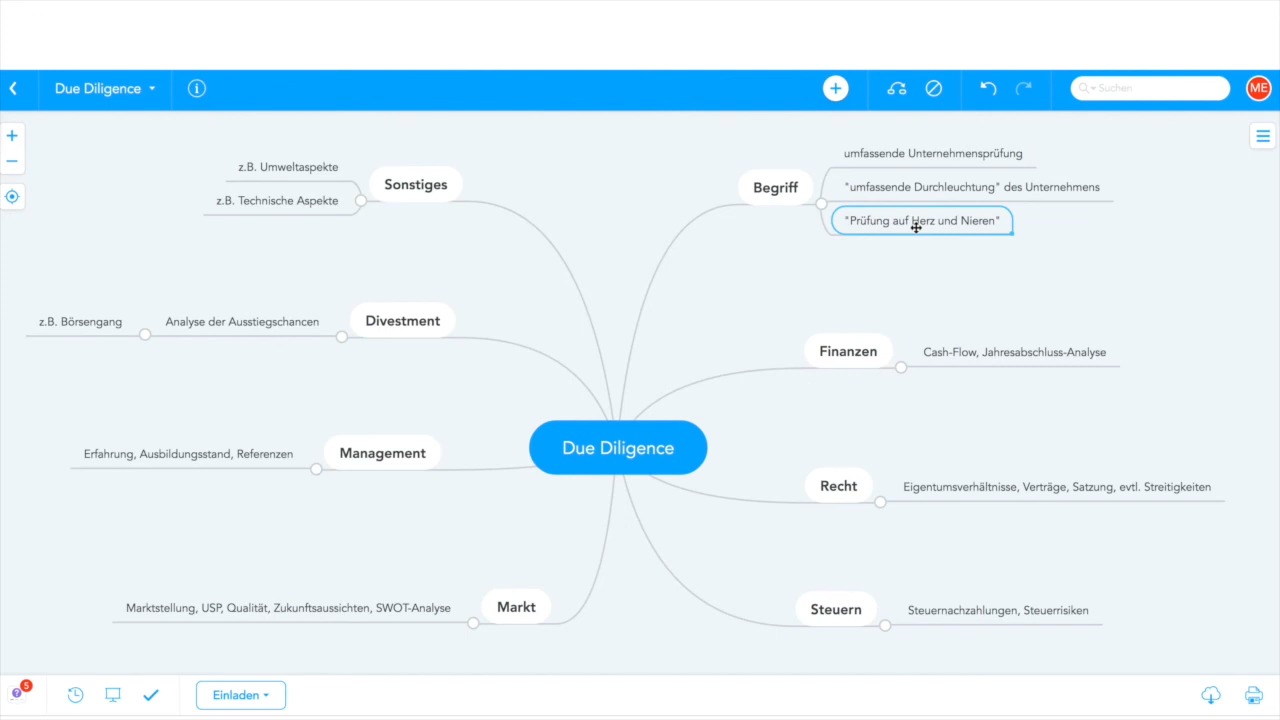 Due Diligence
Suchen
ME
umfassende Unternehmensprüfung
z.B. Umweltaspekte
Sonstiges
Begriff
"umfassende Durchleuchtung" des Unternehmens
z.B. Technische Aspekte
"Prüfung auf Herz und Nieren"
z.B. Börsengang
Analyse der Ausstiegschancen
Divestment
Finanzen
Cash-Flow, Jahresabschluss-Analyse
Due Diligence
Erfahrung, Ausbildungsstand, Referenzen
Management
Recht
Eigentumsverhältnisse, Verträge, Satzung, evtl. Streitigkeiten
Marktstellung, USP, Qualität, Zukunftsaussichten, SWOT-Analyse
Markt
Steuern
Steuernachzahlungen, Steuerrisiken
5
Einladen